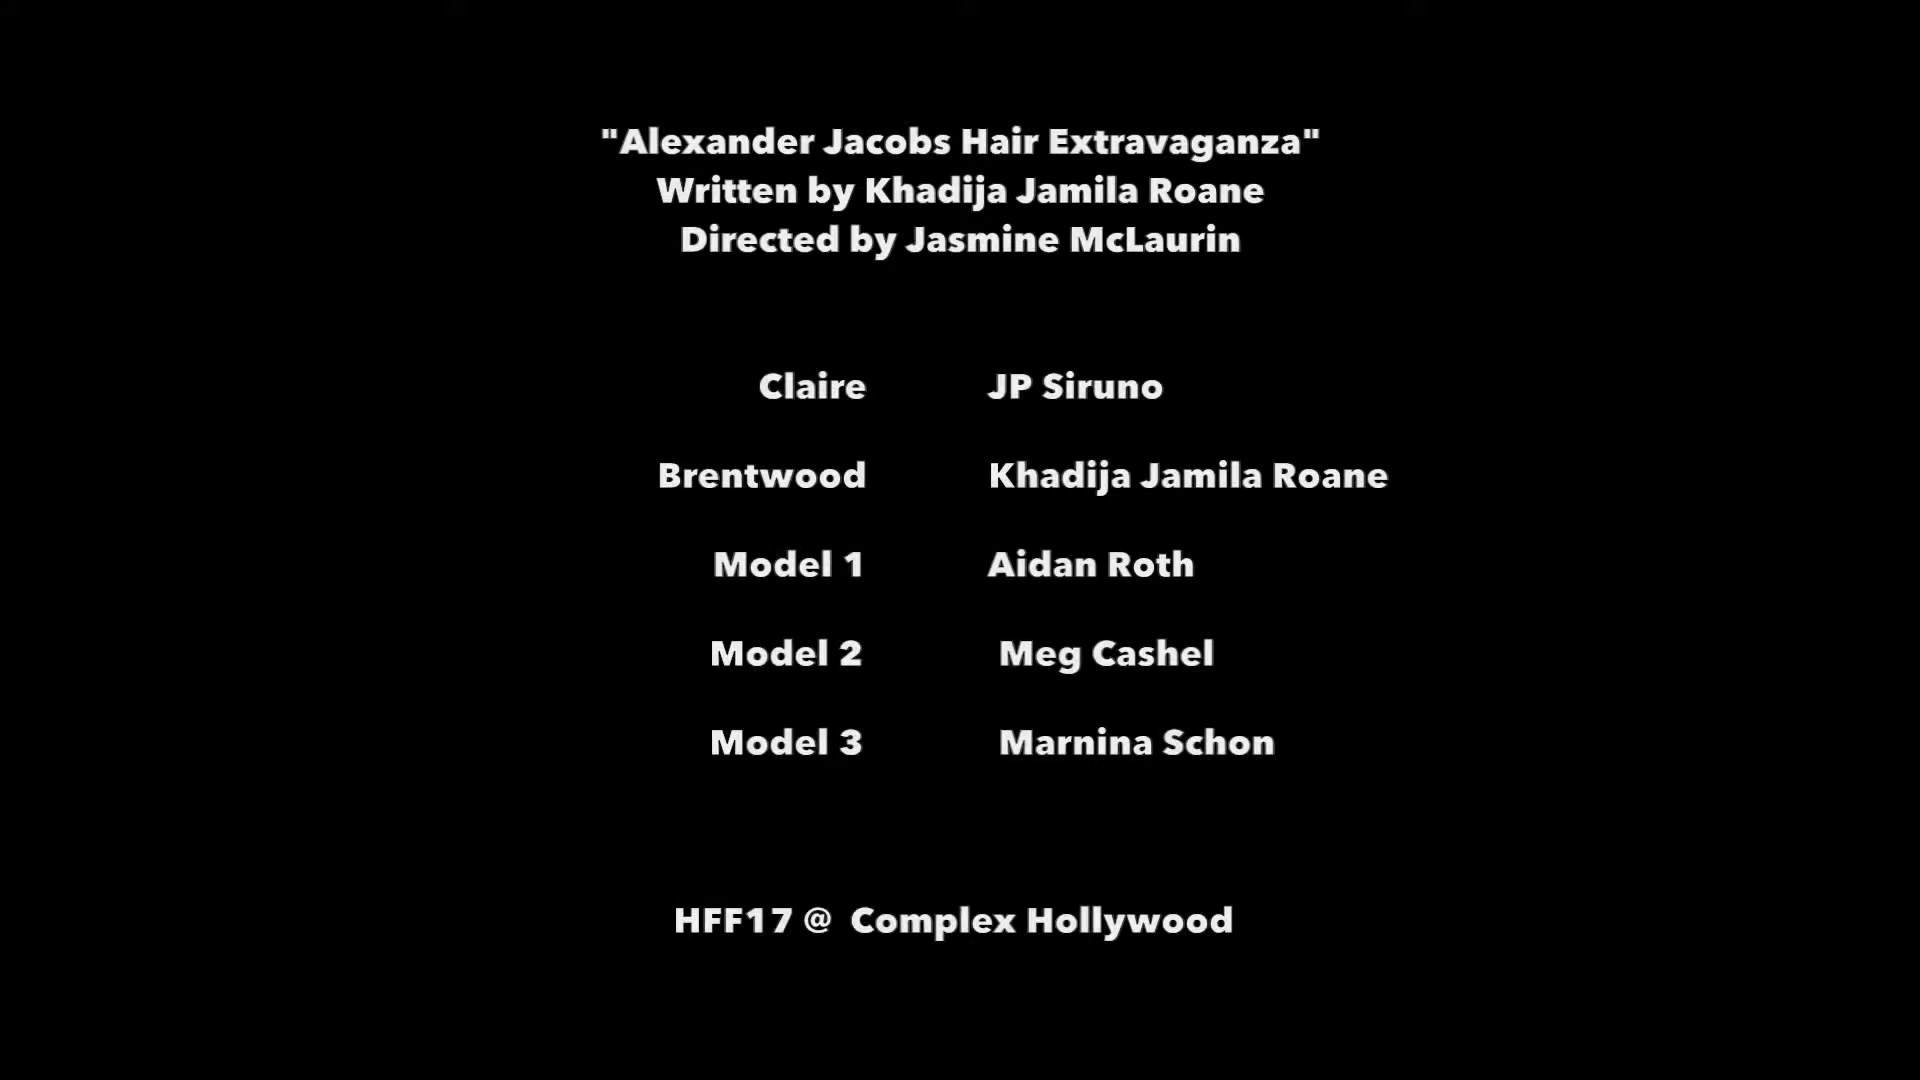 "Alexander Jacobs Hair Extravaganza"
Written by Khadija Jamila Roane
Directed by Jasmine McLaurin
Claire JP Siruno
Brentwood Khadija Jamila Roane
Model 1 Aidan Roth
Model 2 Meg Cashel
Model 3 Marnina Schon
HFF17 @ Complex Hollywood